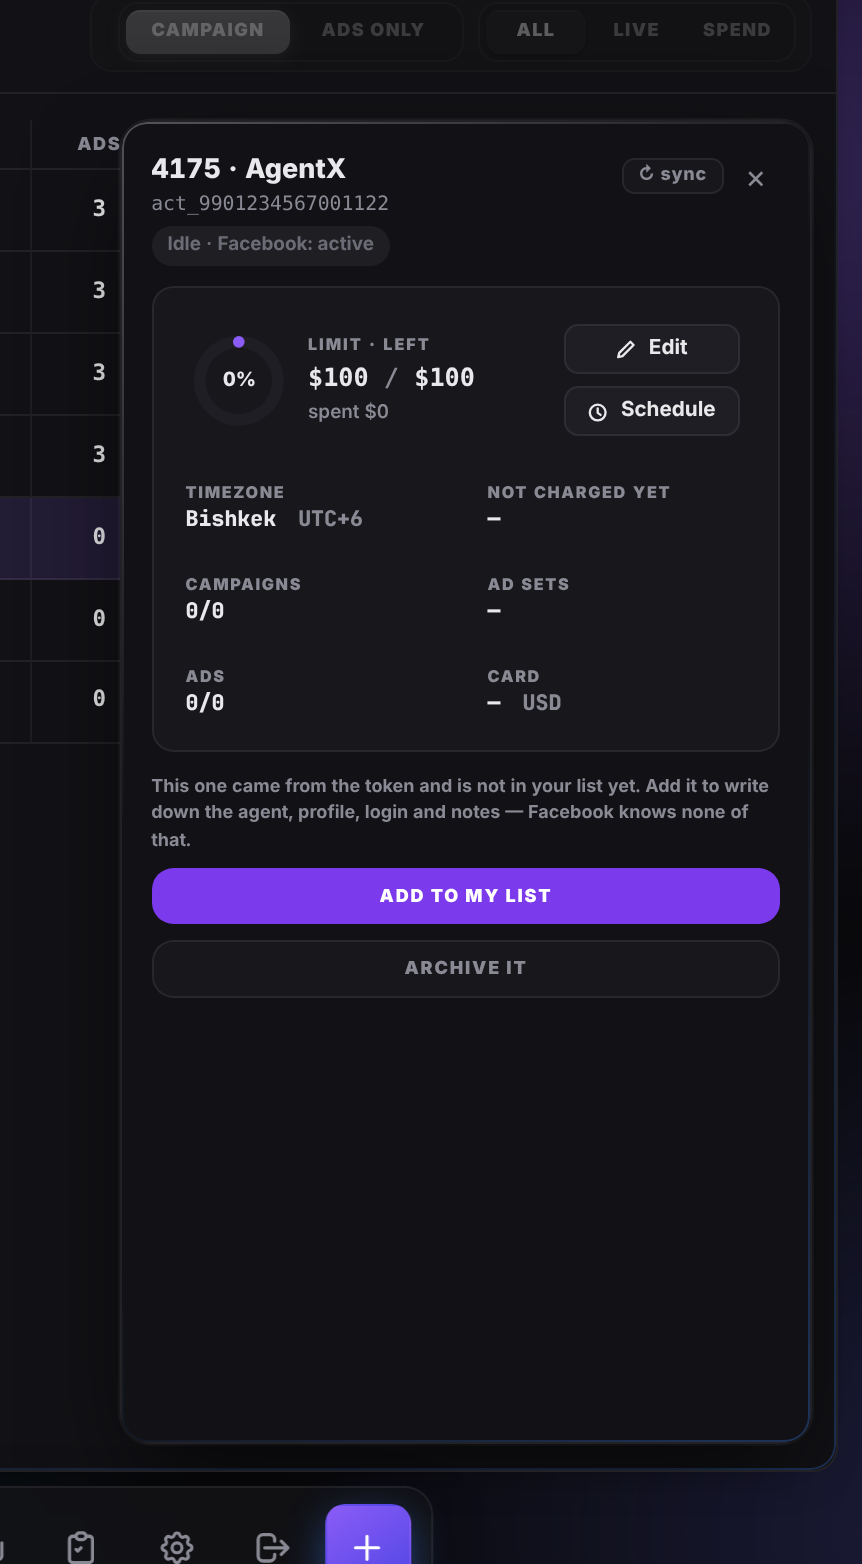 CAMPAIGN ADS ONLY ALL LIVE SPEND
ADS
3
3
3
3
0
0
0
4175 · AgentX
act_9901234567001122
↻ sync ×
Idle · Facebook: active
0%
LIMIT · LEFT
$100 / $100
spent $0
Edit
Schedule
TIMEZONE
Bishkek UTC+6
NOT CHARGED YET
—
CAMPAIGNS
0/0
AD SETS
—
ADS
0/0
CARD
— USD
This one came from the token and is not in your list yet. Add it to write
down the agent, profile, login and notes — Facebook knows none of
that.
ADD TO MY LIST
ARCHIVE IT